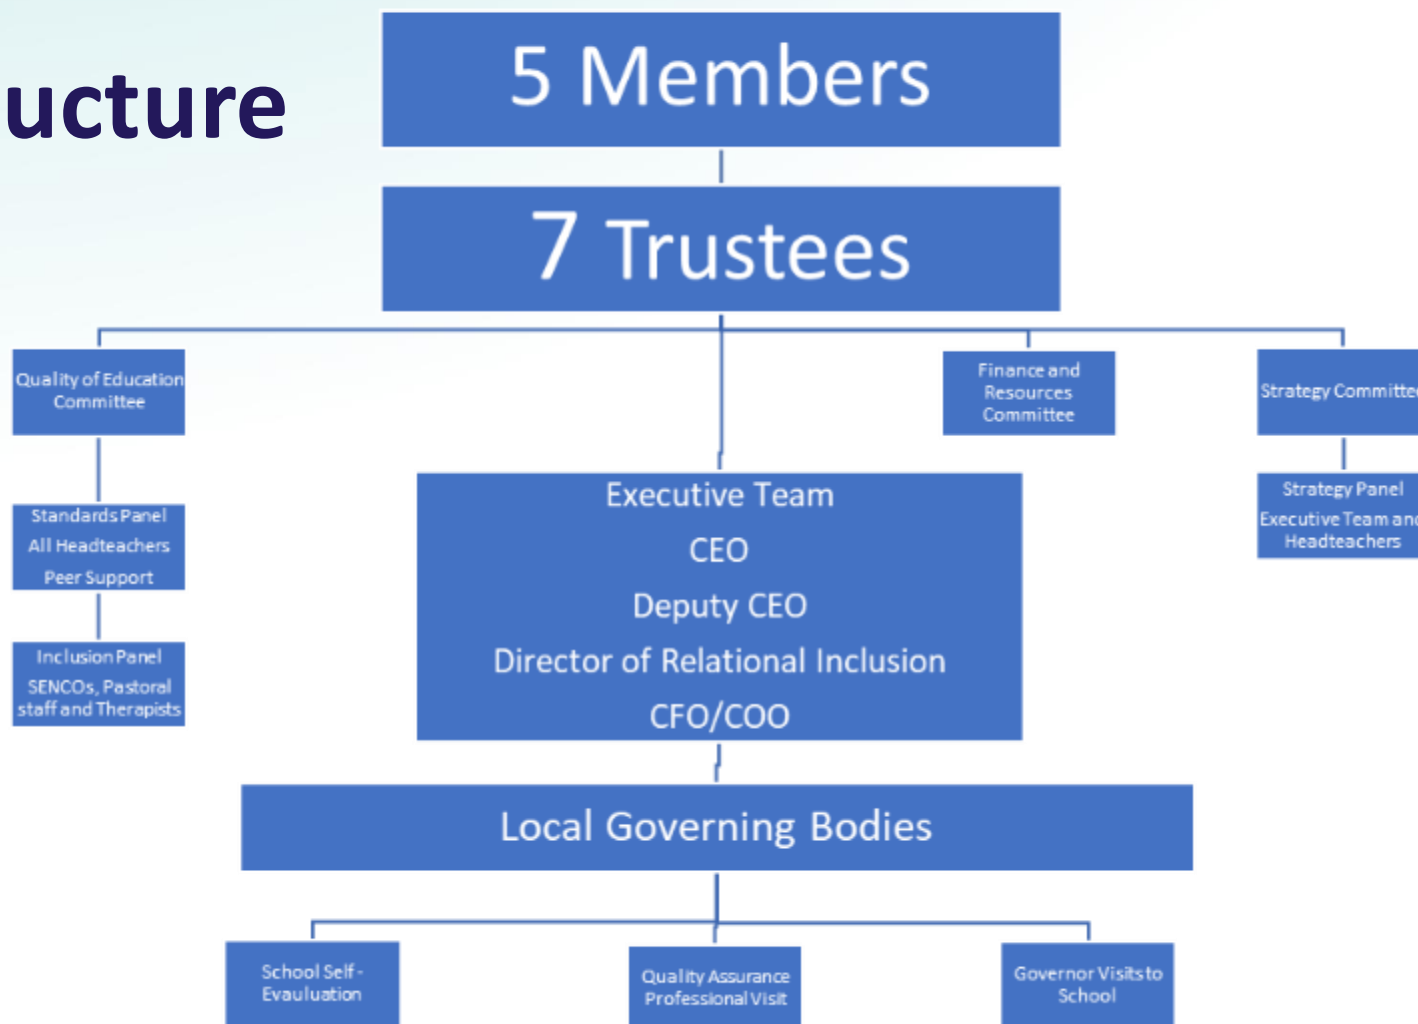 ucture
5 Members
7 Trustees
Quality of Education
Committee
Finance and
Resources
Committee
Strategy Committee
Standards Panel
All Headteachers
Peer Support
Strategy Panel
Executive Team and
Headteachers
Inclusion Panel
SENCOs, Pastoral
staff and Therapists
Executive Team
CEO
Deputy CEO
Director of Relational Inclusion
CFO/COO
Local Governing Bodies
School Self-
Evauluation
Quality Assurance
Professional Visit
Governor Visits to
School